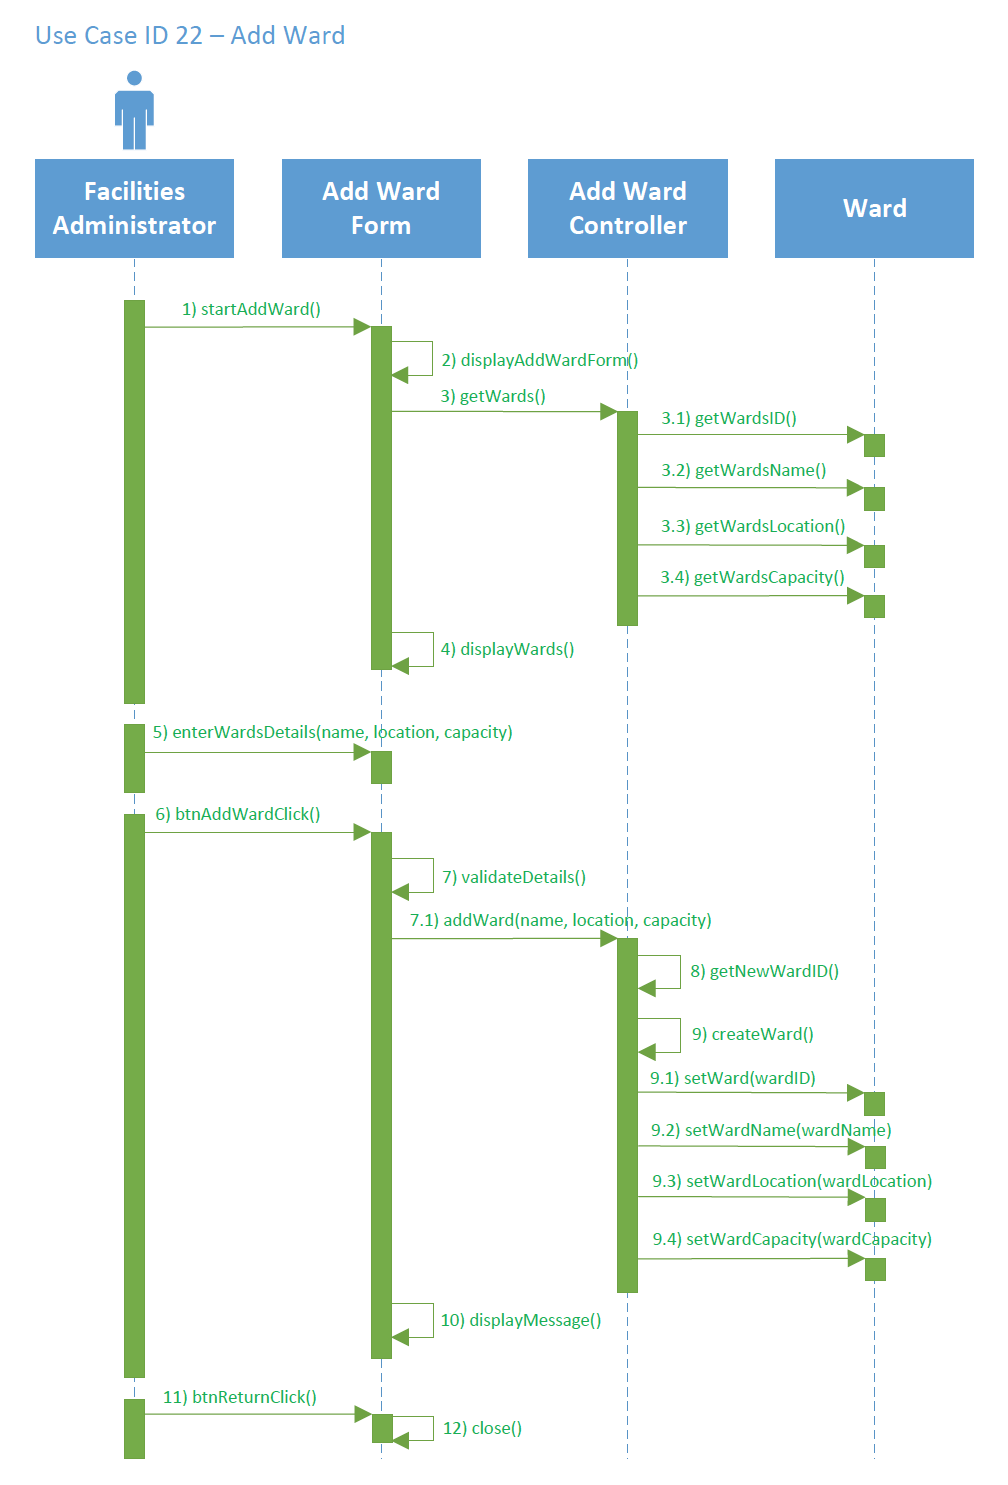 Use Case ID 22 – Add Ward
Facilities
Administrator
Add Ward
Form
Add Ward
Controller
Ward
1) startAddWard()
2) displayAddWardForm()
3) getWards()
3.1) getWardsID()
3.2) getWardsName()
3.3) getWardsLocation()
3.4) getWardsCapacity()
4) displayWards()
5) enterWardsDetails(name, location, capacity)
6) btnAddWardClick()
7) validateDetails()
7.1) addWard(name, location, capacity)
8) getNewWardID()
9) createWard()
9.1) setWard(wardID)
9.2) setWardName(wardName)
9.3) setWardLocation(wardLocation)
9.4) setWardCapacity(wardCapacity)
10) displayMessage()
11) btnReturnClick()
12) close()